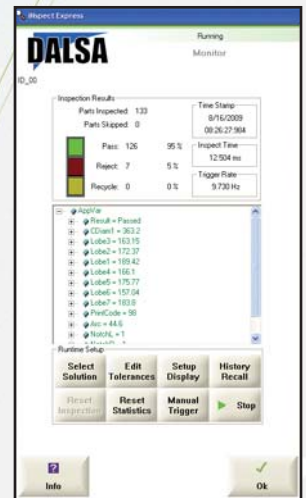 iNspect Express
DALSA
Running
Monitor
ID_00
Inspection Results
Parts Inspected: 133
Parts Skipped: 0
Pass: 126 95 %
Reject: 7 5 %
Recycle: 0 0 %
Time Stamp
8/16/2009
08:26:27:984
Inspect Time
12.504 ms
Trigger Rate
9.730 Hz
AppVar
Result = Passed
CDiam1 = 363.2
Lobe3 = 163.15
Lobe2 = 172.37
Lobe1 = 189.42
Lobe4 = 166.1
Lobe5 = 175.77
Lobe6 = 157.04
Lobe7 = 183.8
PrintCode = 98
Arc = 44.6
NotchL = 1
Runtime Setup
Select Solution
Edit Tolerances
Setup Display
History Recall
Reset Inspection
Reset Statistics
Manual Trigger
Stop
Info
Ok